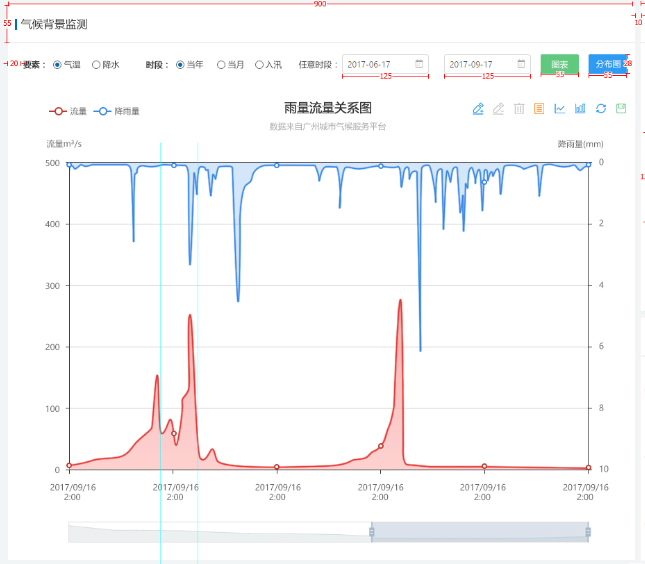 900
55
气候背景监测
10
20
要素： 气温 降水 时段： 当年 当月 入汛 任意时段： 2017-06-17 2017-09-17 图表 分布图
28
125 125 55 55
流量 降雨量 雨量流量关系图
数据来自广州城市气候服务平台
流量m³/s 降雨量(mm)
500 0
400 2
300 4
200 6
100 8
0 10
2017/09/16 2017/09/16 2017/09/16 2017/09/16 2017/09/16 2017/09/16
2:00 2:00 2:00 2:00 2:00 2:00